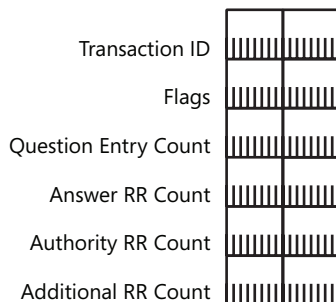 Transaction ID
Flags
Question Entry Count
Answer RR Count
Authority RR Count
Additional RR Count